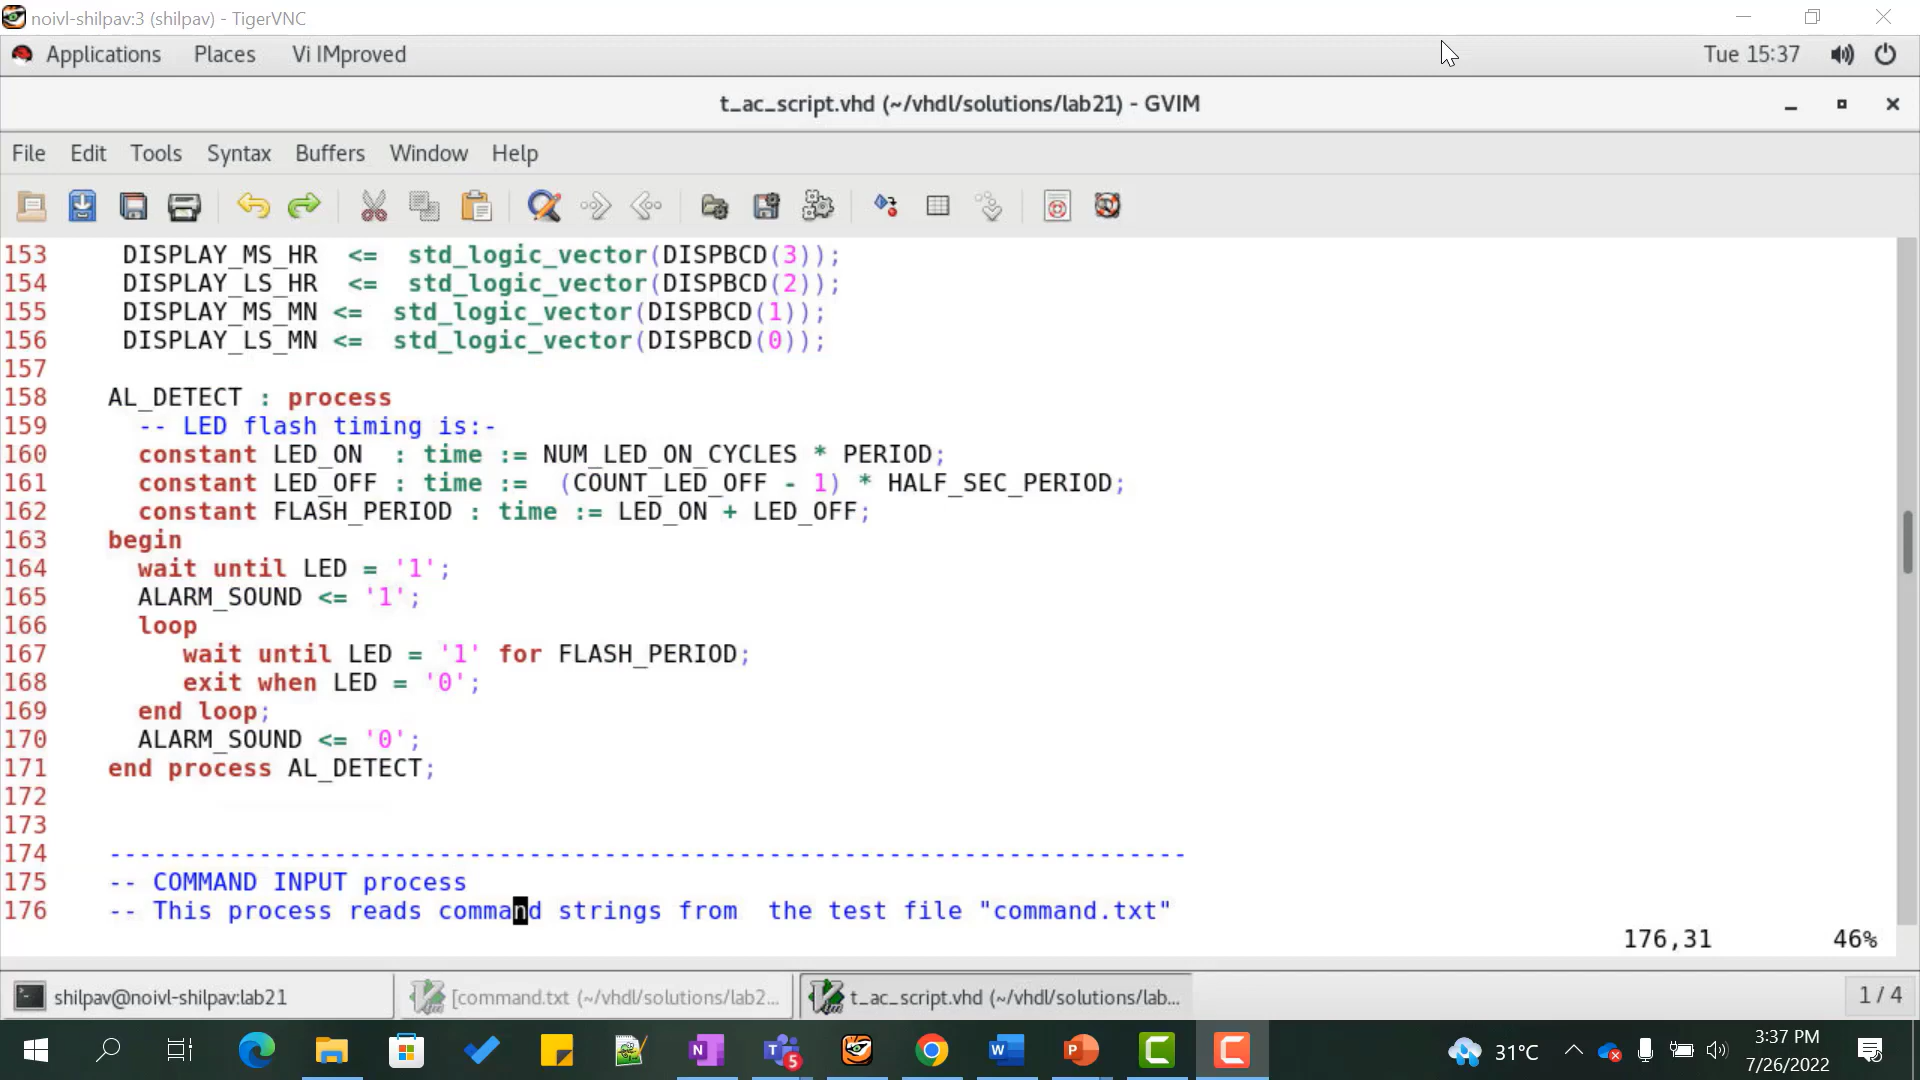 noivl-shilpav:3 (shilpav) - TigerVNC
Applications Places Vi IMproved Tue 15:37
t_ac_script.vhd (~/vhdl/solutions/lab21) - GVIM
File Edit Tools Syntax Buffers Window Help
153 DISPLAY_MS_HR <= std_logic_vector(DISPBCD(3));
154 DISPLAY_LS_HR <= std_logic_vector(DISPBCD(2));
155 DISPLAY_MS_MN <= std_logic_vector(DISPBCD(1));
156 DISPLAY_LS_MN <= std_logic_vector(DISPBCD(0));
157
158 AL_DETECT : process
159 -- LED flash timing is:-
160 constant LED_ON : time := NUM_LED_ON_CYCLES * PERIOD;
161 constant LED_OFF : time := (COUNT_LED_OFF - 1) * HALF_SEC_PERIOD;
162 constant FLASH_PERIOD : time := LED_ON + LED_OFF;
163 begin
164 wait until LED = '1';
165 ALARM_SOUND <= '1';
166 loop
167 wait until LED = '1' for FLASH_PERIOD;
168 exit when LED = '0';
169 end loop;
170 ALARM_SOUND <= '0';
171 end process AL_DETECT;
172
173
174 ------------------------------------------------------------------------
175 -- COMMAND INPUT process
176 -- This process reads command strings from the test file "command.txt"
176,31 46%
shilpav@noivl-shilpav:lab21 [command.txt (~/vhdl/solutions/lab2... t_ac_script.vhd (~/vhdl/solutions/lab... 1 / 4
31°C 3:37 PM
7/26/2022